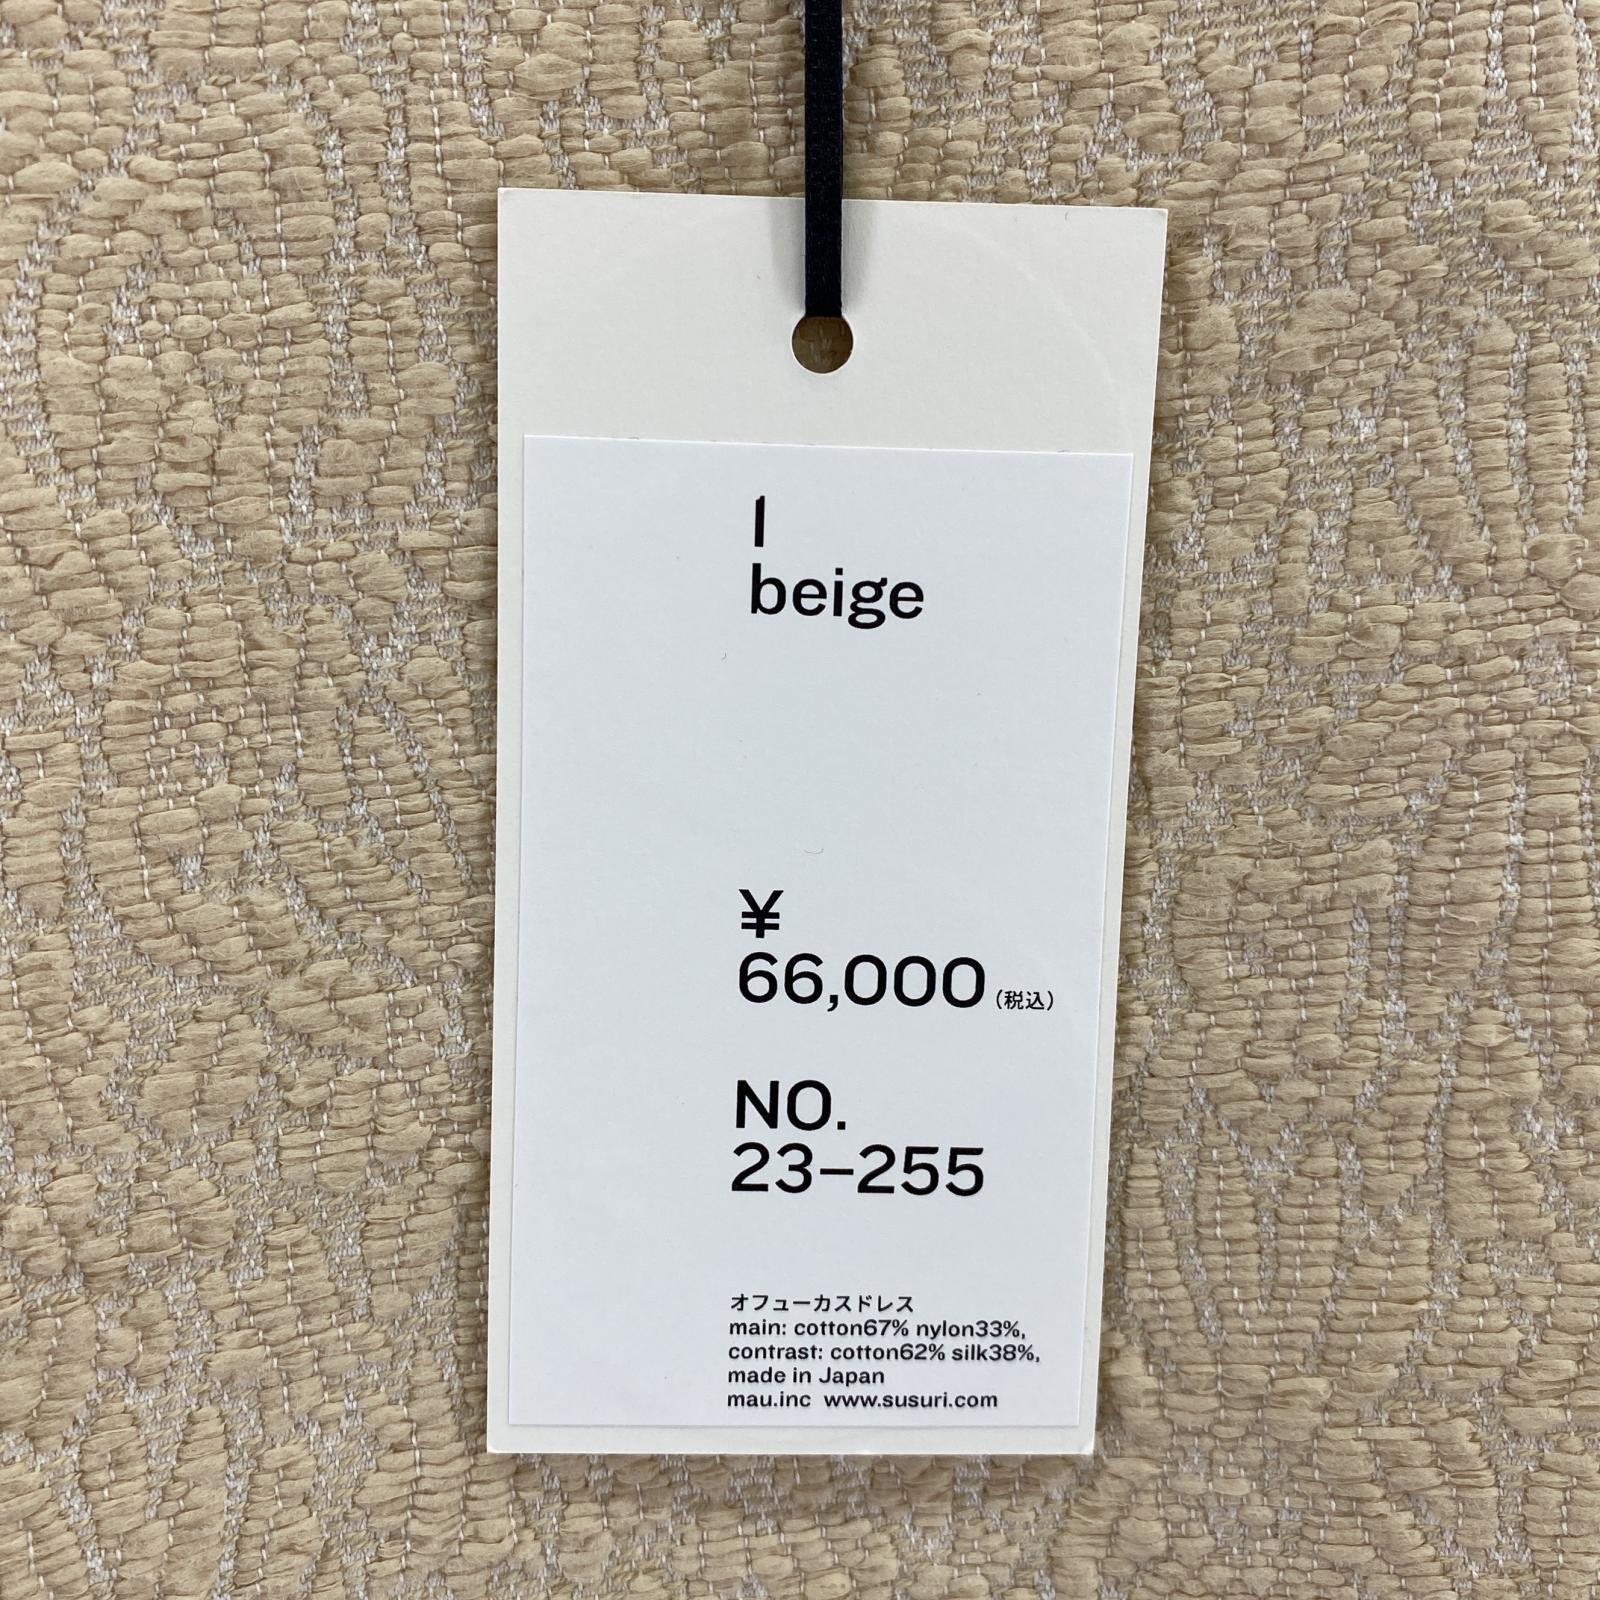 I
beige
¥
66,000(税込)
NO.
23-255
オフューカスドレス
main: cotton67% nylon33%,
contrast: cotton62% silk38%,
made in Japan
mau.inc www.susuri.com